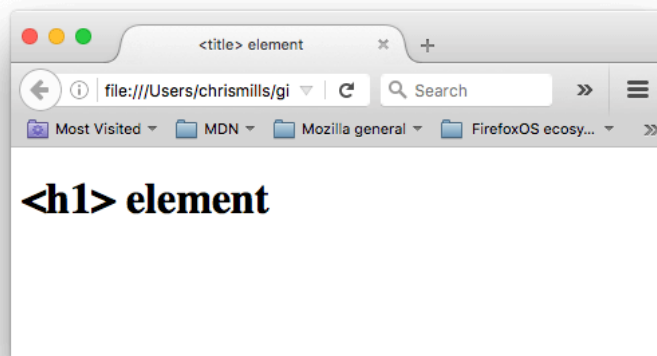 <title> element
file:///Users/chrismills/gi Search
Most Visited MDN Mozilla general FirefoxOS ecosy...
<h1> element